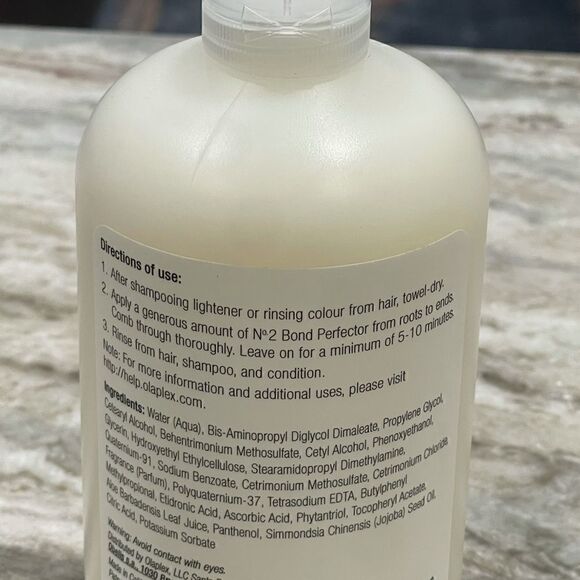 Directions of use:
1. After shampooing lightener or rinsing colour from hair, towel-dry.
2. Apply a generous amount of Nº2 Bond Perfector from roots to ends.
Comb through thoroughly. Leave on for a minimum of 5-10 minutes.
3. Rinse from hair, shampoo, and condition.
Note: For more information and additional uses, please visit
http://help.olaplex.com.
Ingredients: Water (Aqua), Bis-Aminopropyl Diglycol Dimaleate, Propylene Glycol,
Cetearyl Alcohol, Behentrimonium Methosulfate, Cetyl Alcohol, Phenoxyethanol,
Glycerin, Hydroxyethyl Ethylcellulose, Stearamidopropyl Dimethylamine,
Quaternium-91, Sodium Benzoate, Cetrimonium Methosulfate, Cetrimonium Chloride,
Fragrance (Parfum), Polyquaternium-37, Tetrasodium EDTA, Butylphenyl
Methylpropional, Etidronic Acid, Ascorbic Acid, Phytantriol, Tocopheryl Acetate,
Aloe Barbadensis Leaf Juice, Panthenol, Simmondsia Chinensis (Jojoba) Seed Oil,
Citric Acid, Potassium Sorbate
Warning: Avoid contact with eyes.
Distributed by Olaplex, LLC Santa
1030
Made in